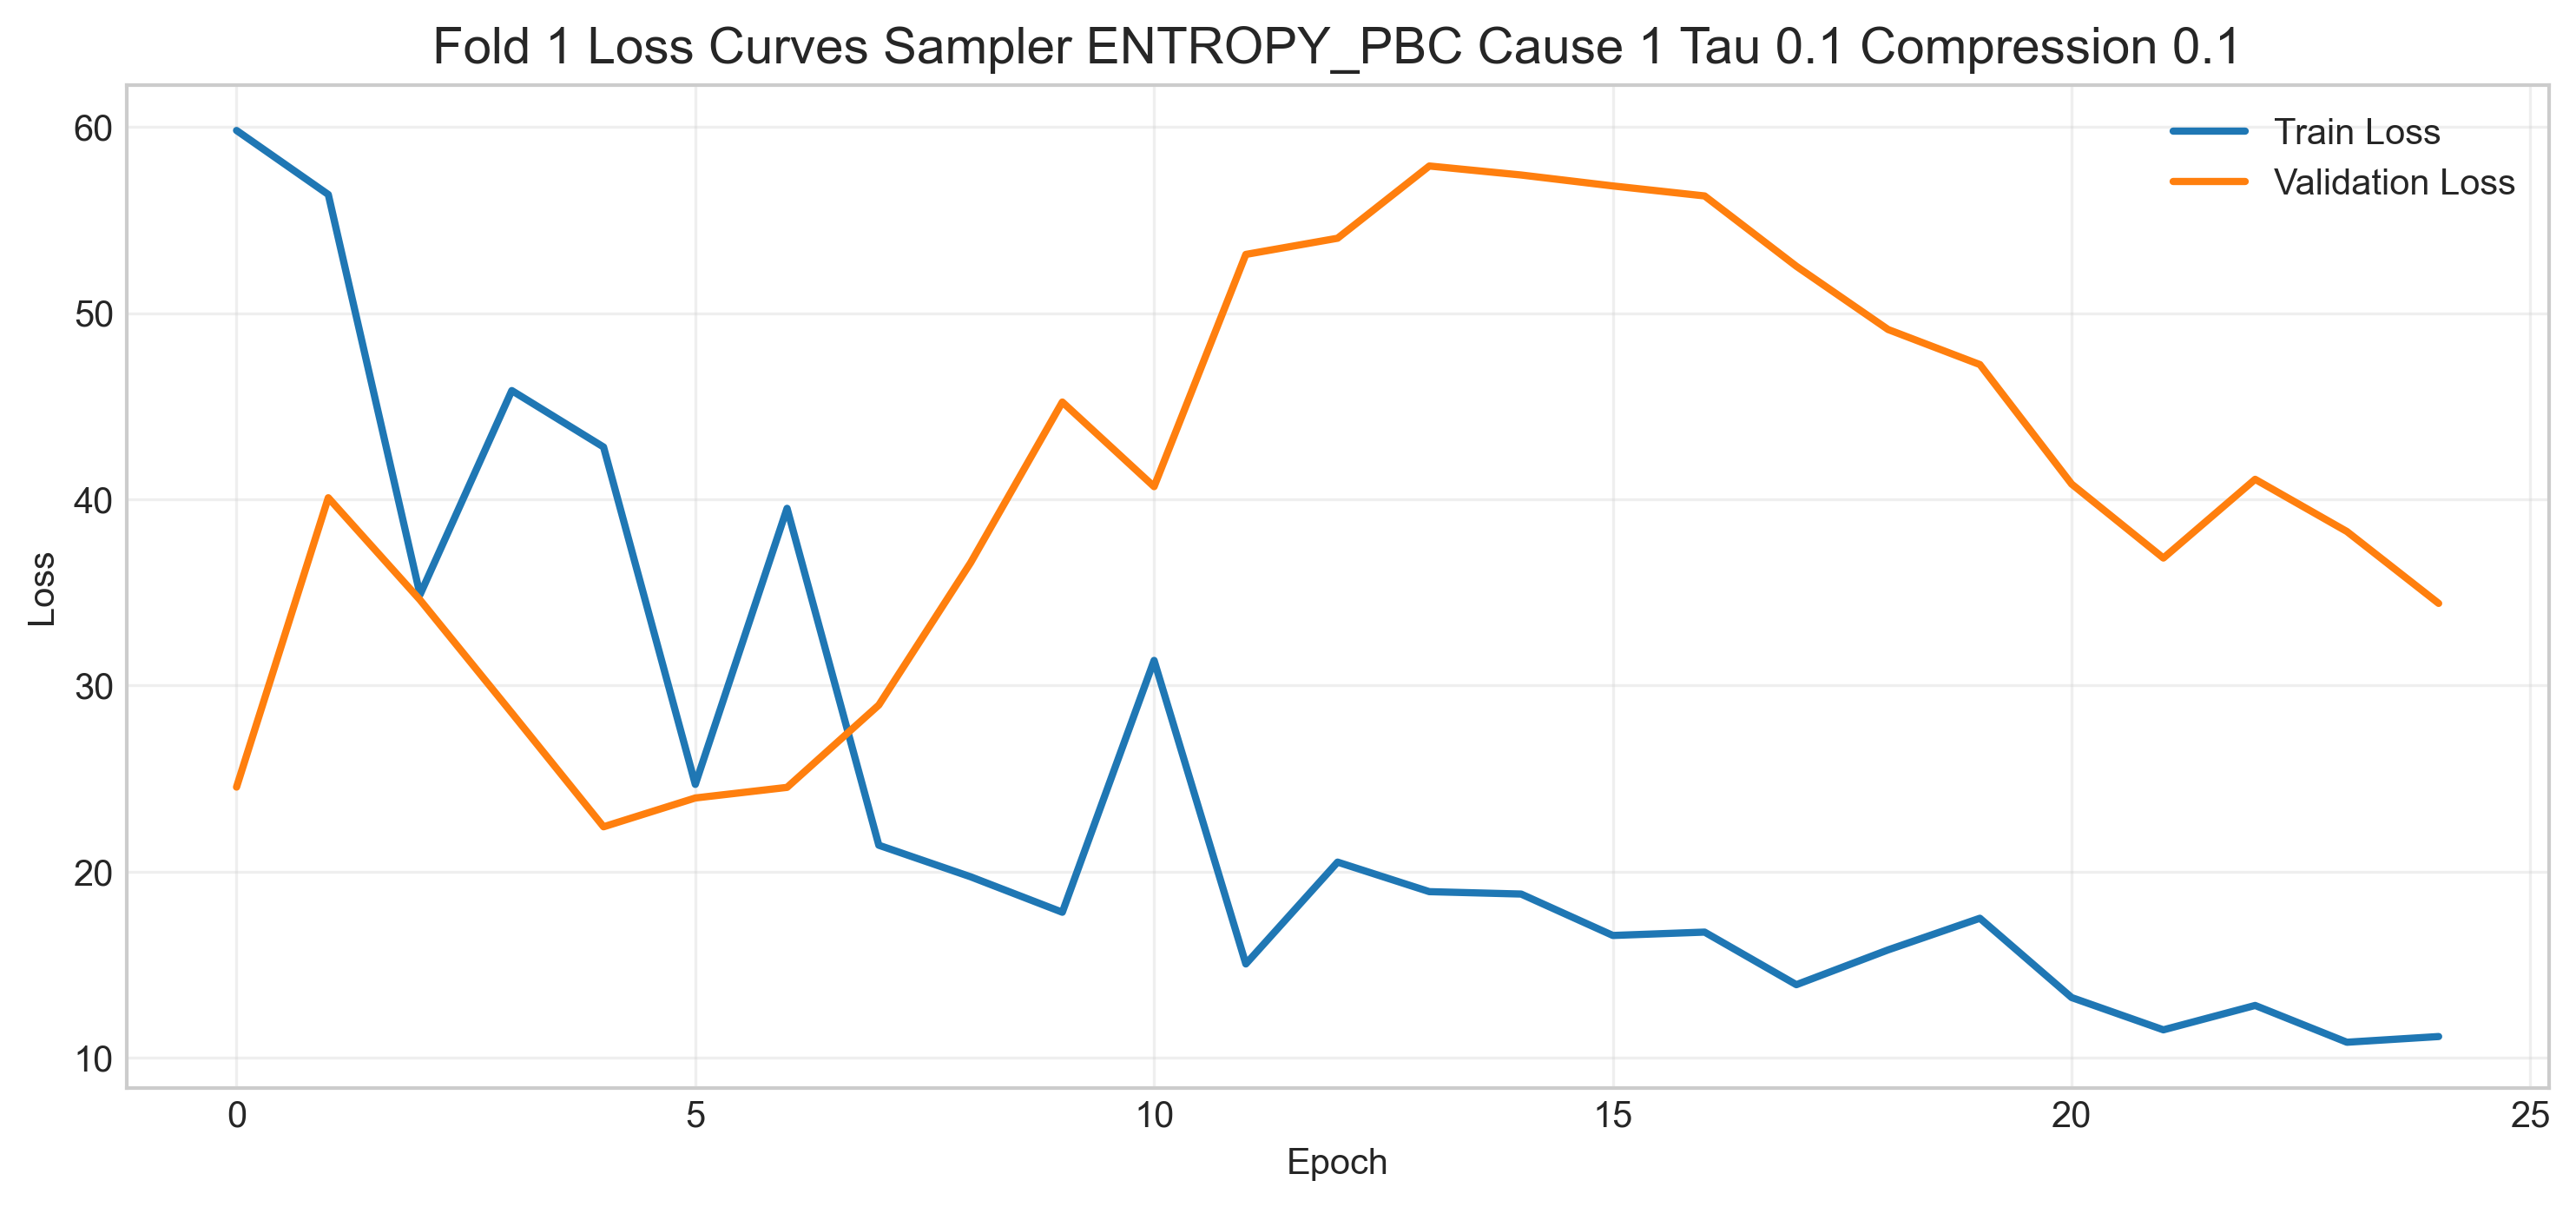 Fold 1 Loss Curves Sampler ENTROPY_PBC Cause 1 Tau 0.1 Compression 0.1
Train Loss
Validation Loss
60
50
40
30
20
10
Loss
0 5 10 15 20 25
Epoch